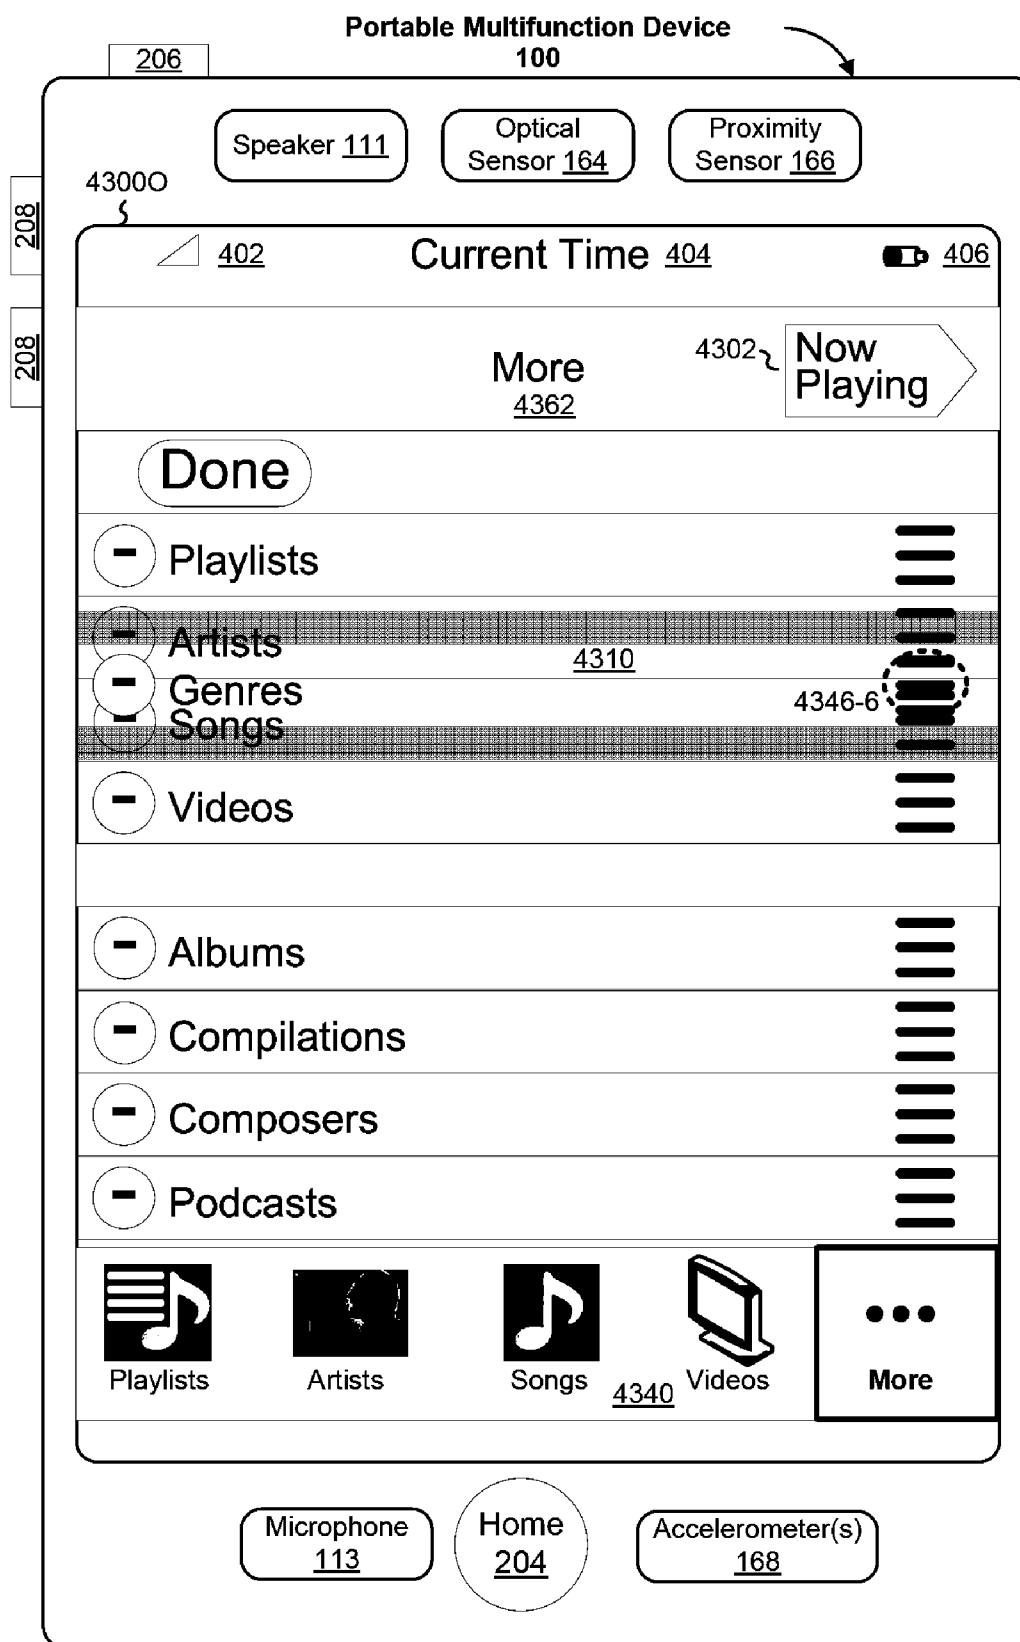 Portable Multifunction Device
100
206
Speaker 111
Optical
Sensor 164
Proximity
Sensor 166
208
4300O
402
Current Time 404
406
208
More
4362
4302
Now
Playing
Done
Playlists
Artists
4310
Genres
4346-6
Songs
Videos
Albums
Compilations
Composers
Podcasts
Playlists
Artists
Songs
4340
Videos
More
Microphone
113
Home
204
Accelerometer(s)
168